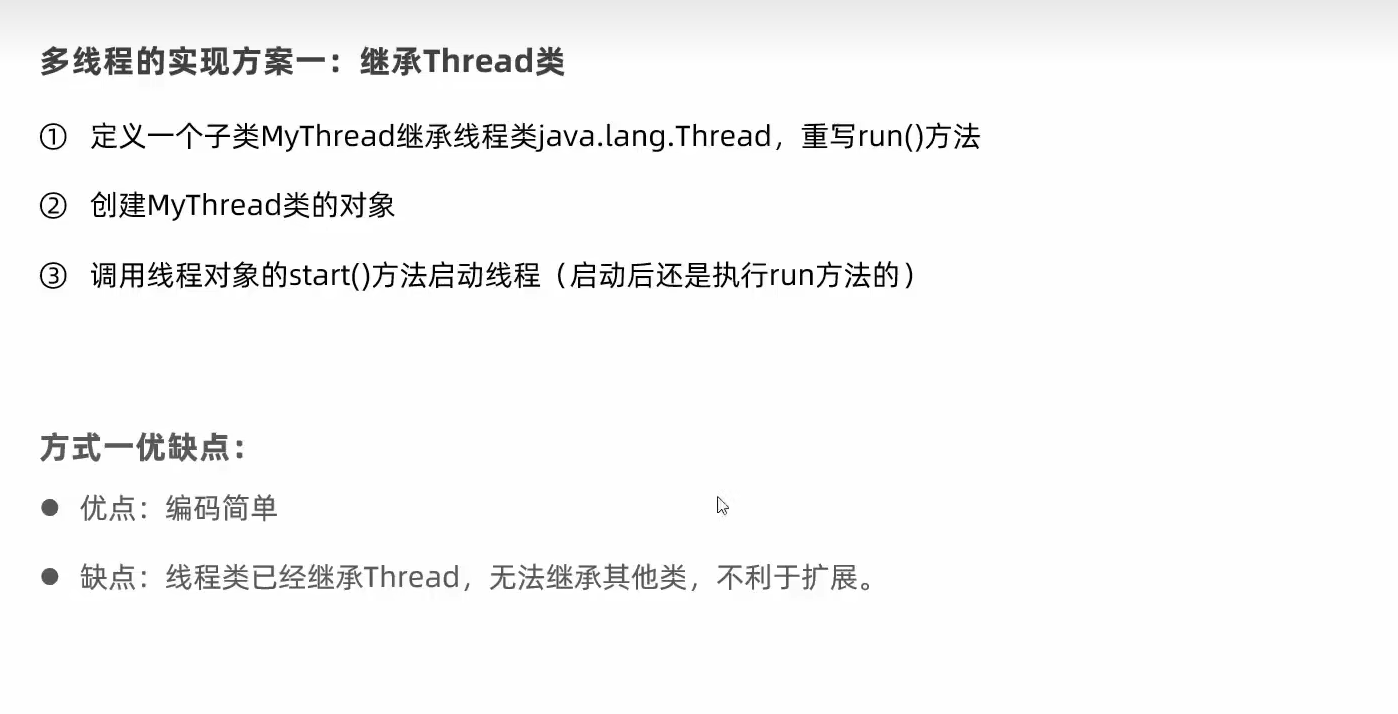 多线程的实现方案一：继承Thread类
① 定义一个子类MyThread继承线程类java.lang.Thread，重写run()方法
② 创建MyThread类的对象
③ 调用线程对象的start()方法启动线程（启动后还是执行run方法的）
方式一优缺点：
● 优点：编码简单
● 缺点：线程类已经继承Thread，无法继承其他类，不利于扩展。